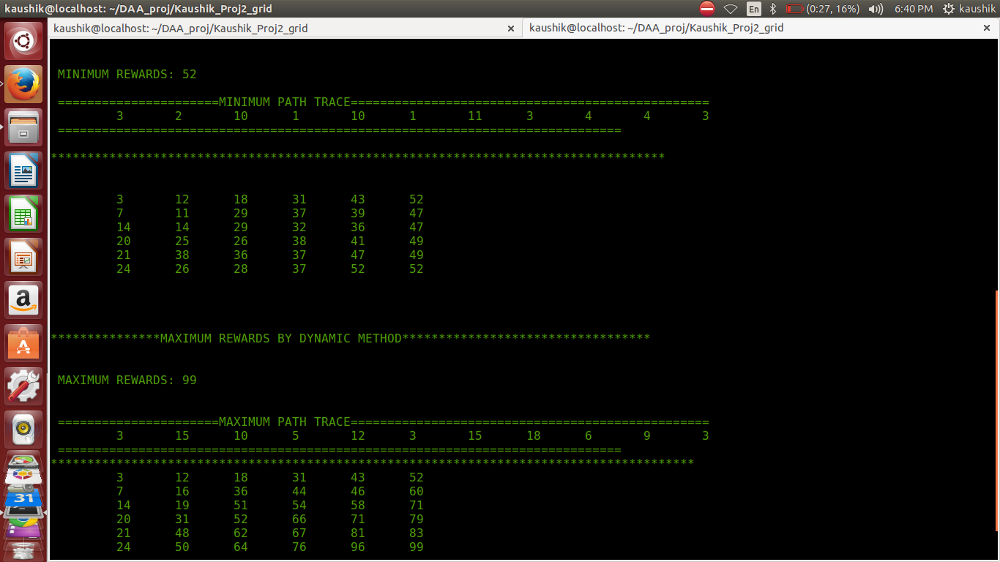 kaushik@localhost: ~/DAA_proj/Kaushik_Proj2_grid En (0:27, 16%) 6:40 PM kaushik
kaushik@localhost: ~/DAA_proj/Kaushik_Proj2_grid × kaushik@localhost: ~/DAA_proj/Kaushik_Proj2_grid ×
MINIMUM REWARDS: 52
======================MINIMUM PATH TRACE=================================================
3 2 10 1 10 1 11 3 4 4 3
=============================================================================
************************************************************************************
3 12 18 31 43 52
7 11 29 37 39 47
14 14 29 32 36 47
20 25 26 38 41 49
21 38 36 37 47 49
24 26 28 37 52 52
***************MAXIMUM REWARDS BY DYNAMIC METHOD**********************************
MAXIMUM REWARDS: 99
======================MAXIMUM PATH TRACE=================================================
3 15 10 5 12 3 15 18 6 9 3
=============================================================================
****************************************************************************************
3 12 18 31 43 52
7 16 36 44 46 60
14 19 51 54 58 71
20 31 52 66 71 79
21 48 62 67 81 83
24 50 64 76 96 99
a
A
31